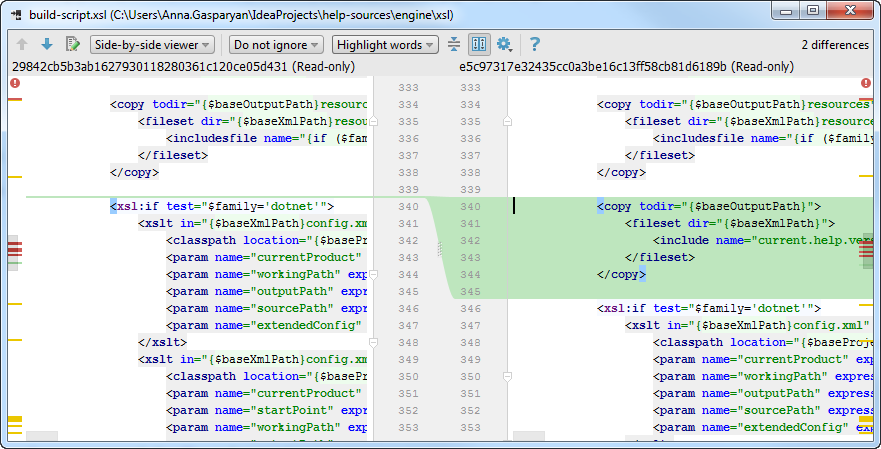 build-script.xsl (C:\Users\Anna.Gasparyan\IdeaProjects\help-sources\engine\xsl)
Side-by-side viewer Do not ignore Highlight words ? 2 differences
29842cb5b3ab1627930118280361c120ce05d431 (Read-only) e5c97317e32435cc0a3be16c13ff58cb81d6189b (Read-only)
333 333
<copy todir="{$baseOutputPath}resources 334 334 <copy todir="{$baseOutputPath}resources"
<fileset dir="{$baseXmlPath}resou 335 335 <fileset dir="{$baseXmlPath}resou
<includesfile name="{if ($fam 336 336 <includesfile name="{if ($family
</fileset> 337 337 </fileset>
</copy> 338 338 </copy>
339 339
<xsl:if test="$family='dotnet'"> 340 340 <copy todir="{$baseOutputPath}">
<xslt in="{$baseXmlPath}config.xm 341 341 <fileset dir="{$baseXmlPath}">
<classpath location="{$basePr 342 342 <include name="current.help.vers
<param name="currentProduct" 343 343 </fileset>
<param name="workingPath" exp 344 344 </copy>
<param name="outputPath" expr 345 345
<param name="sourcePath" expr 346 346 <xsl:if test="$family='dotnet'">
<param name="extendedConfig" 347 347 <xslt in="{$baseXmlPath}config.xml"
</xslt> 348 348 <classpath location="{$baseProj
<xslt in="{$baseXmlPath}config.xm 349 349 <param name="currentProduct" ex
<classpath location="{$basePr 350 350 <param name="workingPath" expres
<param name="currentProduct" 351 351 <param name="outputPath" express
<param name="startPoint" expr 352 352 <param name="sourcePath" express
<param name="workingPath" exp 353 353 <param name="extendedConfig" exp